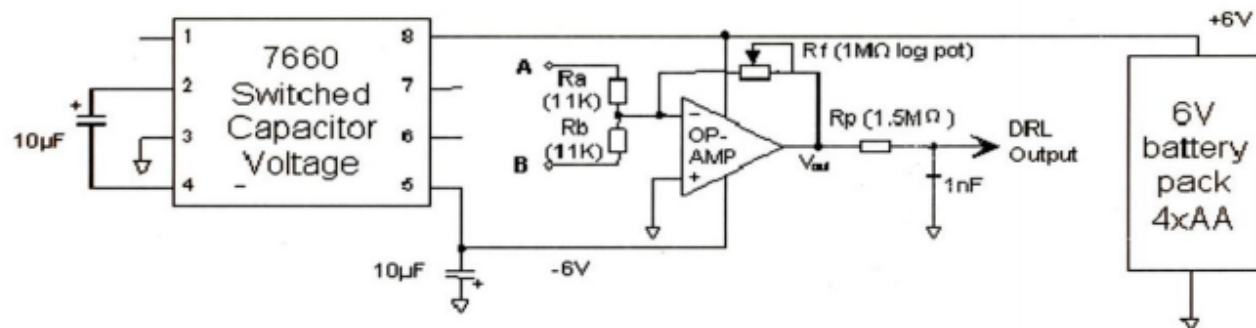 +6V
1
8
7660
Switched
Capacitor
Voltage
2
7
3
6
4
–
5
+
10µF
A
Ra
(11K)
Rb
(11K)
B
–
OP-
AMP
+
Rf (1MΩ log pot)
Rp (1.5MΩ)
Vout
DRL
Output
1nF
6V
battery
pack
4xAA
10µF
+
-6V